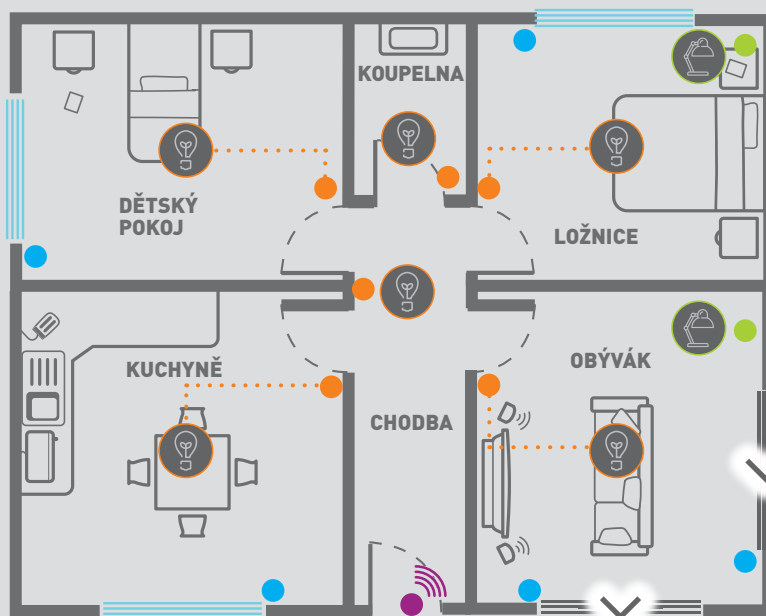 KOUPELNA
DĚTSKÝ
POKOJ
LOŽNICE
KUCHYNĚ
OBÝVÁK
CHODBA